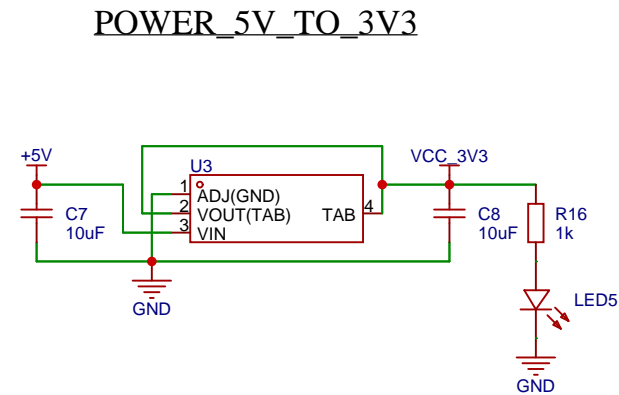 POWER_5V_TO_3V3
+5V
U3
VCC_3V3
1
ADJ(GND)
2
VOUT(TAB)
TAB
4
3
VIN
C7
10uF
C8
10uF
R16
1k
LED5
GND
GND